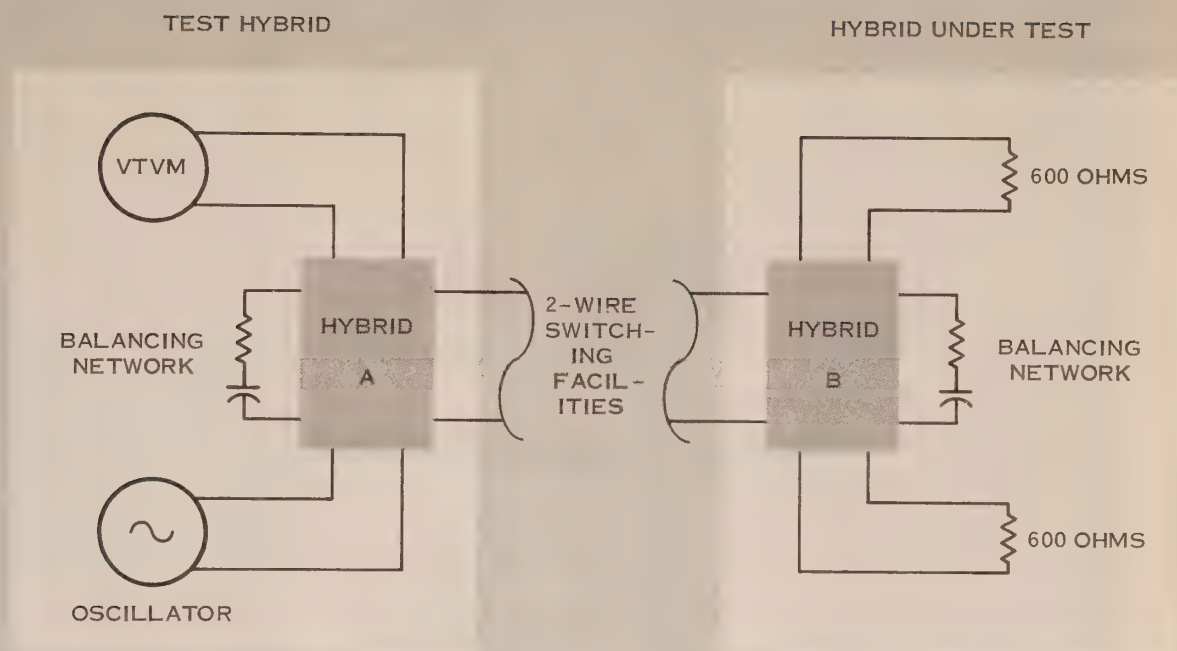 TEST HYBRID
HYBRID UNDER TEST
VTVM
600 OHMS
BALANCING
NETWORK
HYBRID
A
2-WIRE
SWITCH-
ING
FACIL-
ITIES
HYBRID
B
BALANCING
NETWORK
600 OHMS
OSCILLATOR